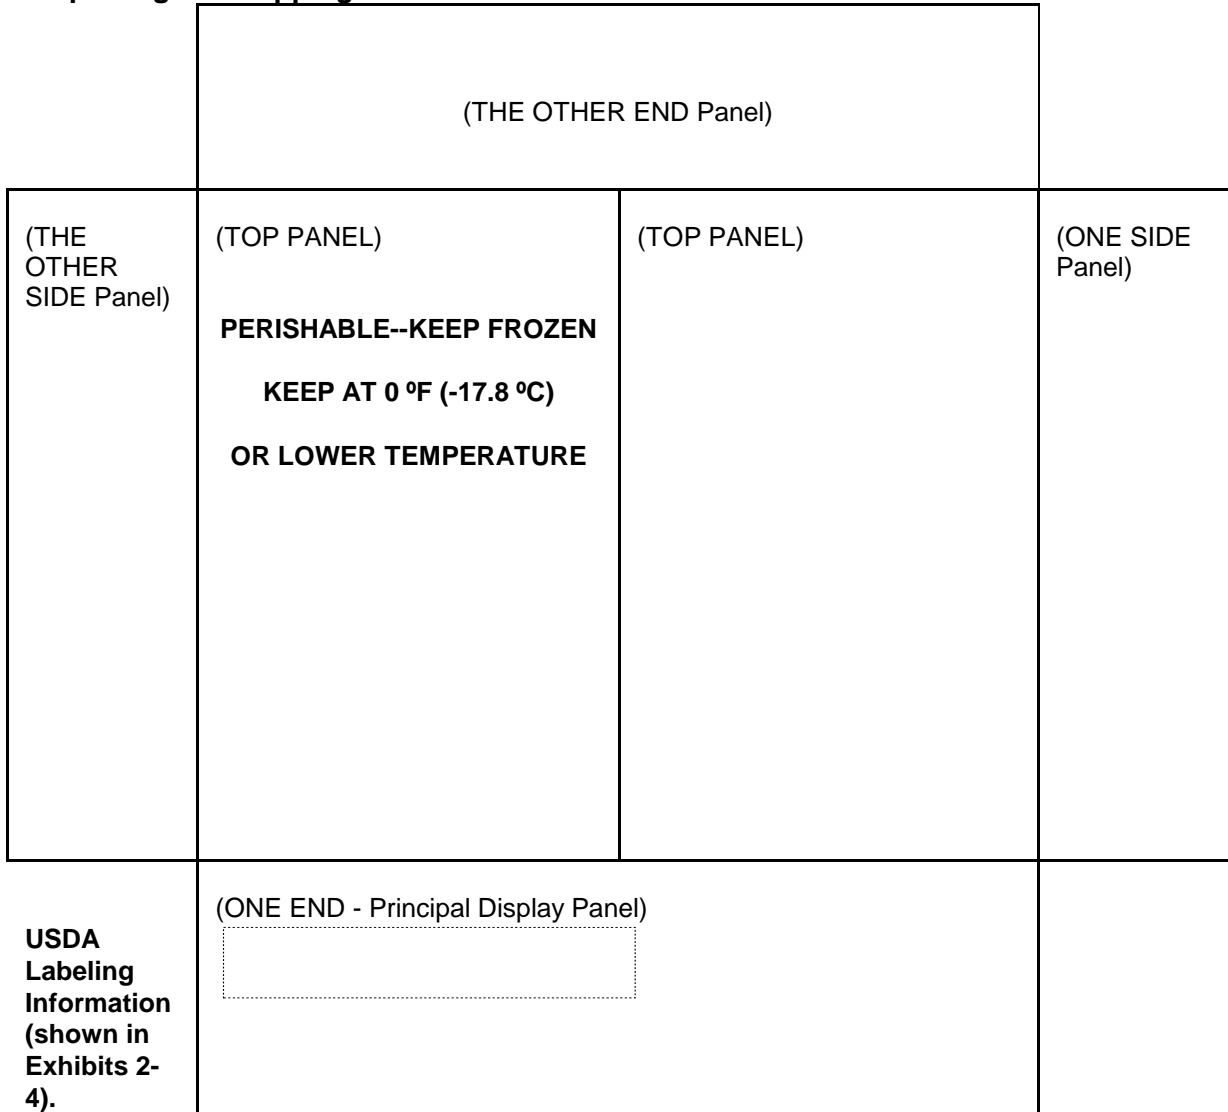 (THE OTHER END Panel)
(THE
OTHER
SIDE Panel)
(TOP PANEL)
PERISHABLE--KEEP FROZEN
KEEP AT 0 ºF (-17.8 ºC)
OR LOWER TEMPERATURE
(TOP PANEL)
(ONE SIDE
Panel)
USDA
Labeling
Information
(shown in
Exhibits 2-
4).
(ONE END - Principal Display Panel)